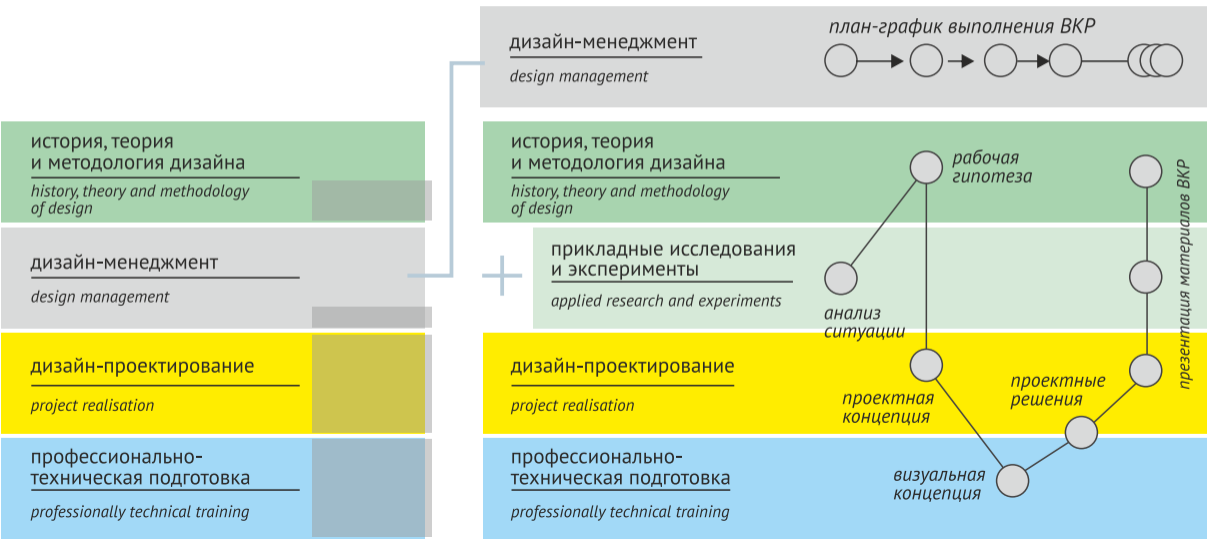 дизайн-менеджмент
design management
план-график выполнения ВКР
история, теория
и методология дизайна
history, theory and methodology
of design
дизайн-менеджмент
design management
дизайн-проектирование
project realisation
профессионально-
техническая подготовка
professionally technical training
история, теория
и методология дизайна
history, theory and methodology
of design
прикладные исследования
и эксперименты
applied research and experiments
дизайн-проектирование
project realisation
профессионально-
техническая подготовка
professionally technical training
рабочая
гипотеза
анализ
ситуации
проектная
концепция
визуальная
концепция
проектные
решения
презентация материалов ВКР